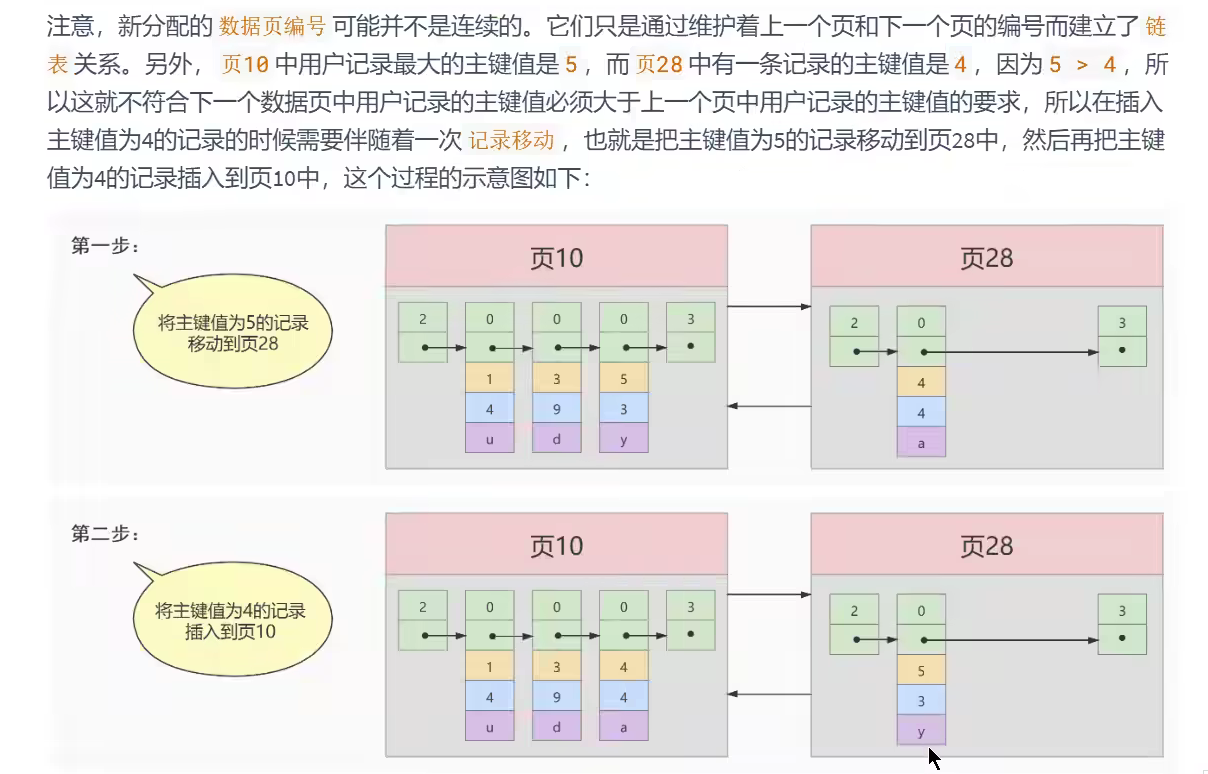 注意，新分配的 数据页编号 可能并不是连续的。它们只是通过维护着上一个页和下一个页的编号而建立了 链
表 关系。另外， 页10 中用户记录最大的主键值是 5 ，而 页28 中有一条记录的主键值是 4 ，因为 5 > 4 ，所
以这就不符合下一个数据页中用户记录的主键值必须大于上一个页中用户记录的主键值的要求，所以在插入
主键值为4的记录的时候需要伴随着一次 记录移动 ，也就是把主键值为5的记录移动到页28中，然后再把主键
值为4的记录插入到页10中，这个过程的示意图如下：
第一步：
将主键值为5的记录
移动到页28
页10
2 0 0 0 3
1 3 5
4 9 3
u d y
页28
2 0 3
4
4
a
第二步：
将主键值为4的记录
插入到页10
页10
2 0 0 0 3
1 3 4
4 9 4
u d a
页28
2 0 3
5
3
y